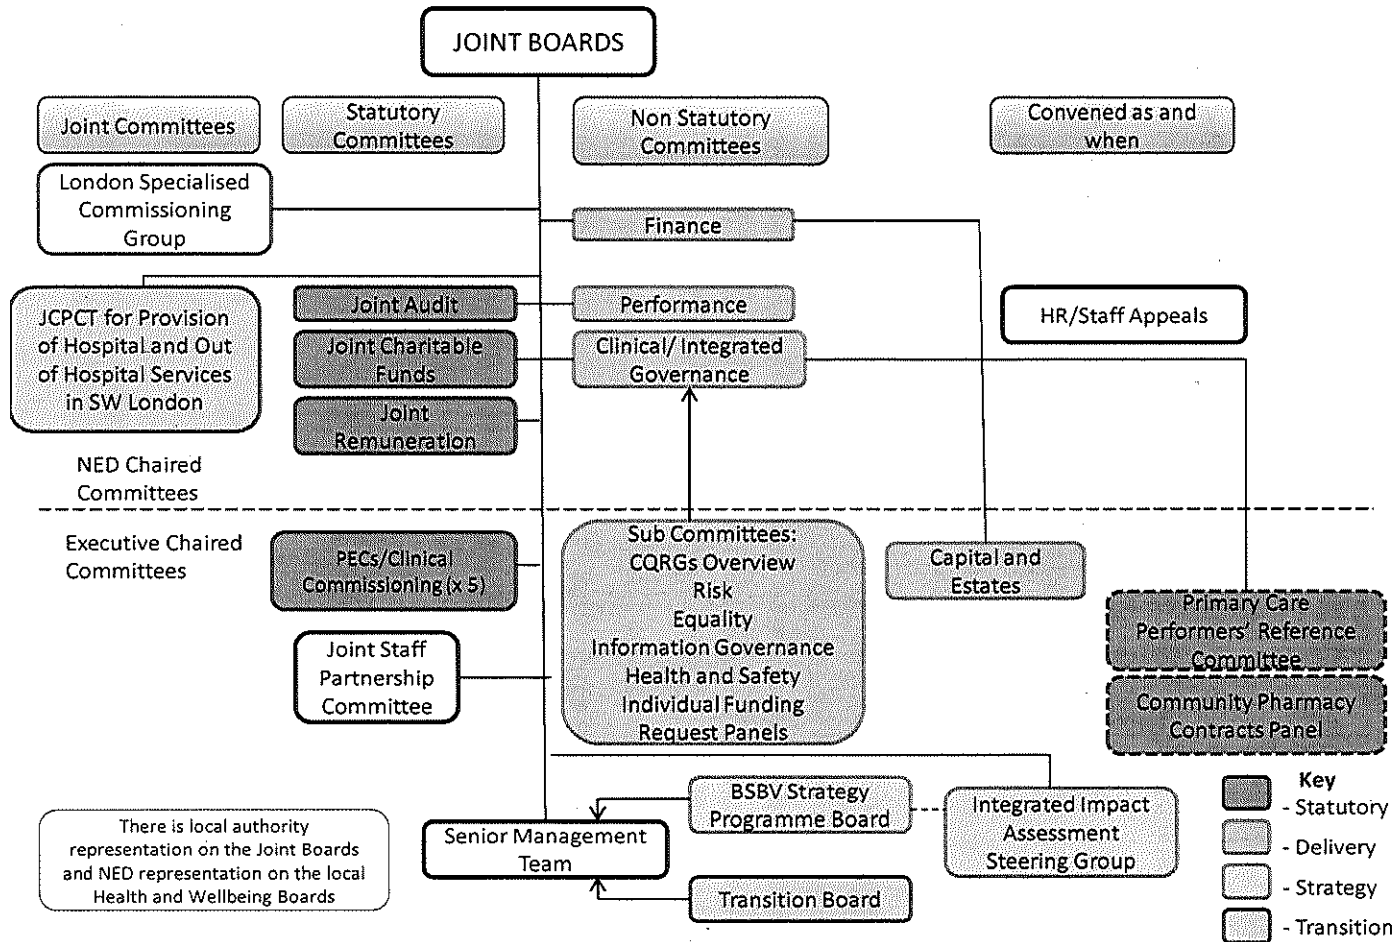 JOINT BOARDS
Joint Committees
Statutory
Committees
Non Statutory
Committees
Convened as and
when
London Specialised
Commissioning
Group
Finance
JCPCT for Provision
of Hospital and Out
of Hospital Services
in SW London
Joint Audit
Performance
HR/Staff Appeals
Joint Charitable
Funds
Clinical/ Integrated
Governance
Joint
Remuneration
NED Chaired
Committees
Executive Chaired
Committees
PECs/Clinical
Commissioning (x 5)
Sub Committees:
CQRGs Overview
Risk
Equality
Information Governance
Health and Safety
Individual Funding
Request Panels
Capital and
Estates
Primary Care
Performers' Reference
Committee
Joint Staff
Partnership
Committee
Community Pharmacy
Contracts Panel
BSBV Strategy
Programme Board
Integrated Impact
Assessment
Steering Group
Senior Management
Team
Transition Board
There is local authority
representation on the Joint Boards
and NED representation on the local
Health and Wellbeing Boards
Key
- Statutory
- Delivery
- Strategy
- Transition